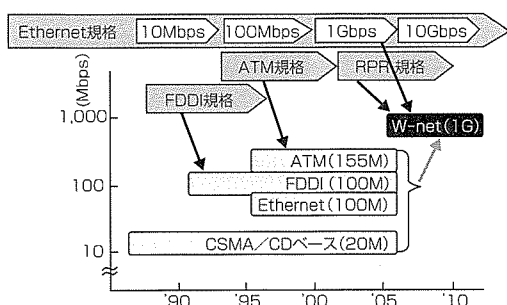 Ethernet規格 10Mbps 100Mbps 1Gbps 10Gbps
ATM規格 RPR規格
FDDI規格
(Mbps)
1,000
100
10
W-net(1G)
ATM(155M)
FDDI(100M)
Ethernet(100M)
CSMA/CDベース(20M)
'90 '95 '00 '05 '10